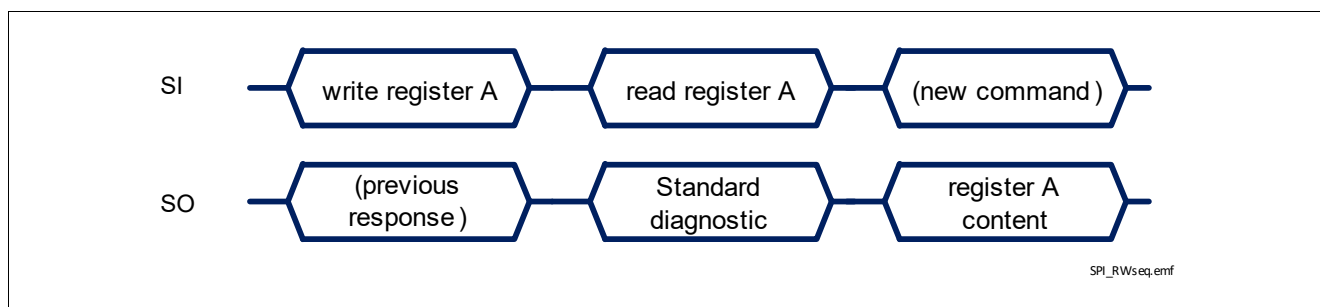 SI
write register A
read register A
(new command)
SO
(previous
response)
Standard
diagnostic
register A
content
SPI_RWseq.emf